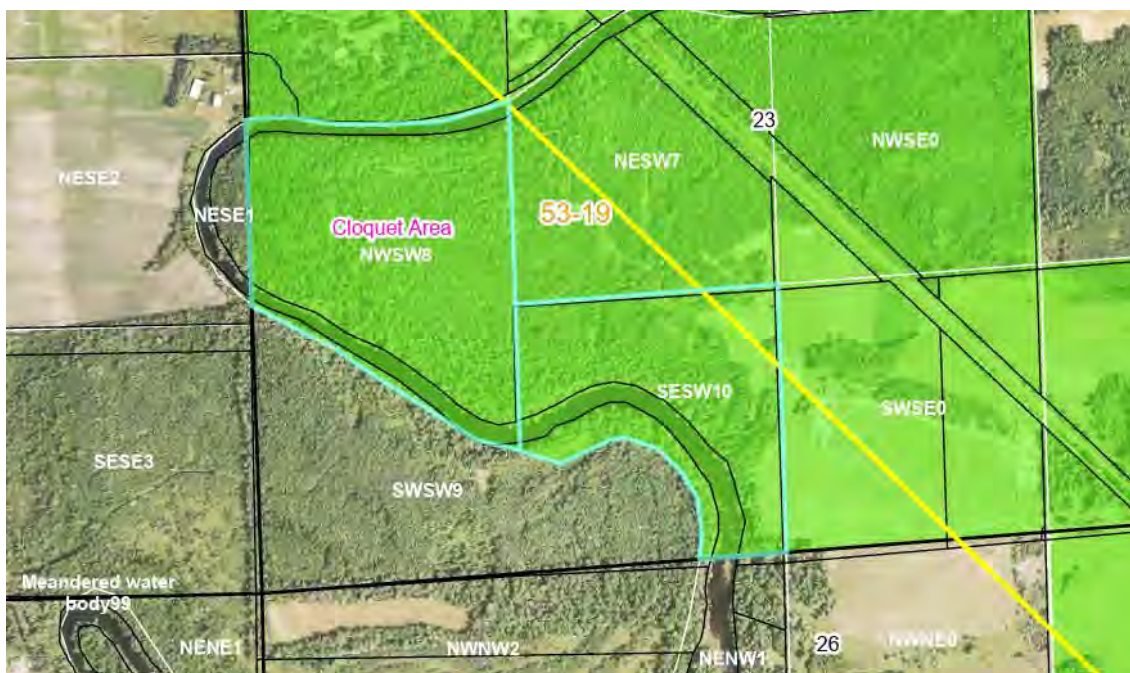 23
NWSE0
NESW7
NESE2
NESE1
53-19
Cloquet Area
NWSW8
SESW10
SWSE0
SESE3
SWSW9
Meandered water
body99
NENE1
NWNW2
NENW1
26
NWNE0